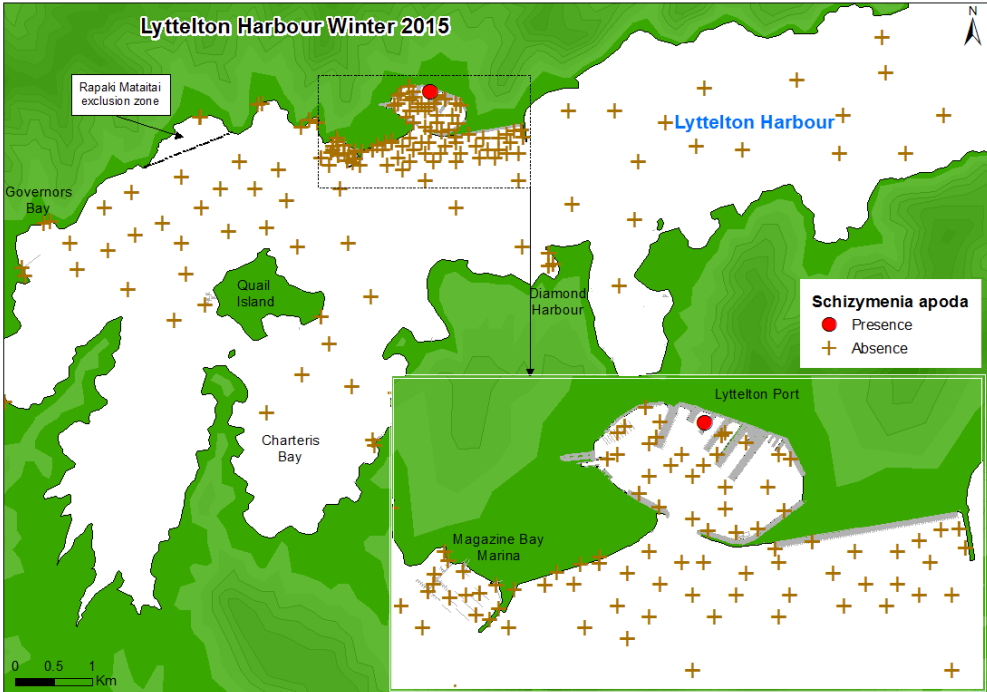 Lyttelton Harbour Winter 2015
N
Rapaki Mataitai
exclusion zone
Lyttelton Harbour
Governors
Bay
Quail
Island
Diamond
Harbour
Schizymenia apoda
Presence
Absence
Lyttelton Port
Charteris
Bay
Magazine Bay
Marina
0 0.5 1
Km